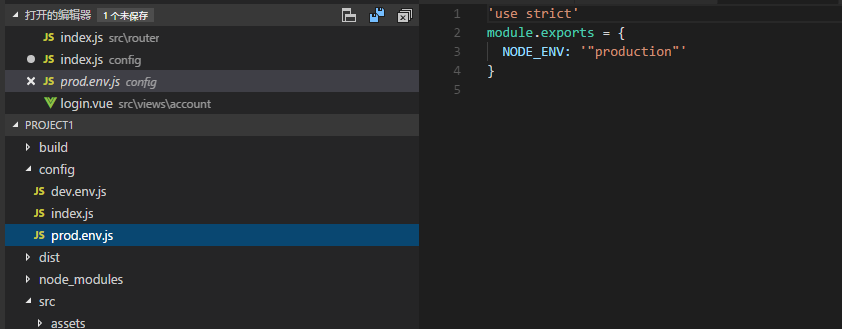 打开的编辑器 1 个未保存
JS index.js src\router
JS index.js config
JS prod.env.js config
login.vue src\views\account
PROJECT1
build
config
JS dev.env.js
JS index.js
JS prod.env.js
dist
node_modules
src
assets
1 'use strict'
2 module.exports = {
3 NODE_ENV: '"production"'
4 }
5